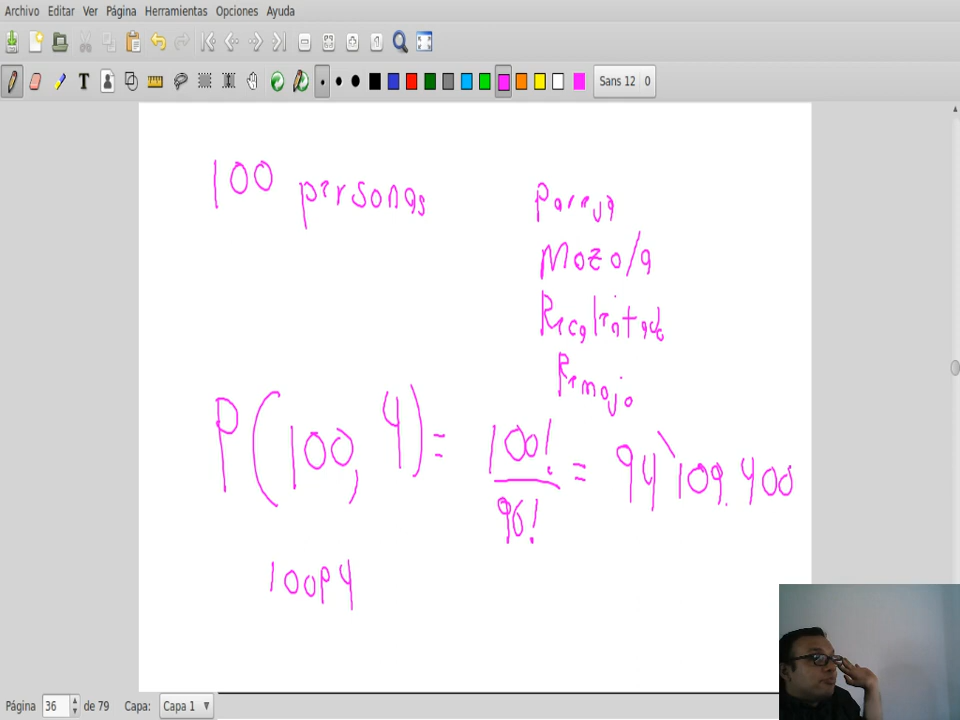 Archivo Editar Ver Página Herramientas Opciones Ayuda
T
Sans 12 0
100 personas
Pareja
Mozo/a
Remojo
P(100, 4) = 100! / 96! = 94'109.400
100P4
Página 36 de 79 Capa: Capa 1